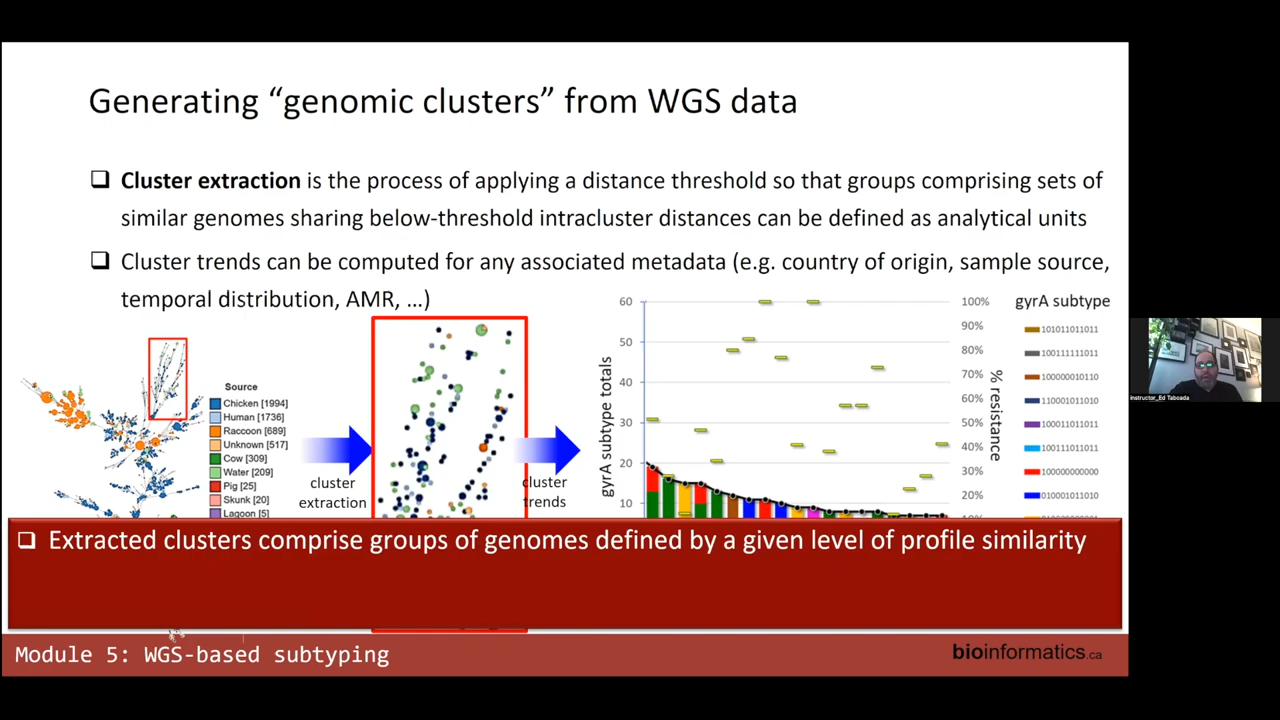 Generating “genomic clusters” from WGS data
❑ Cluster extraction is the process of applying a distance threshold so that groups comprising sets of
similar genomes sharing below-threshold intracluster distances can be defined as analytical units
❑ Cluster trends can be computed for any associated metadata (e.g. country of origin, sample source,
temporal distribution, AMR, …)
Source
Chicken [1994]
Human [1736]
Raccoon [689]
Unknown [517]
Cow [309]
Water [209]
Pig [25]
Skunk [20]
Lagoon [5]
cluster
extraction
cluster
trends
gyrA subtype totals
60
50
40
30
20
10
100%
90%
80%
70%
60%
50%
40%
30%
20%
% resistance
gyrA subtype
101011011011
100111111011
100000010110
110001011010
100011011011
100111011011
100000000000
010001011010
❑ Extracted clusters comprise groups of genomes defined by a given level of profile similarity
Module 5: WGS-based subtyping
bioinformatics.ca
instructor_Ed Taboada